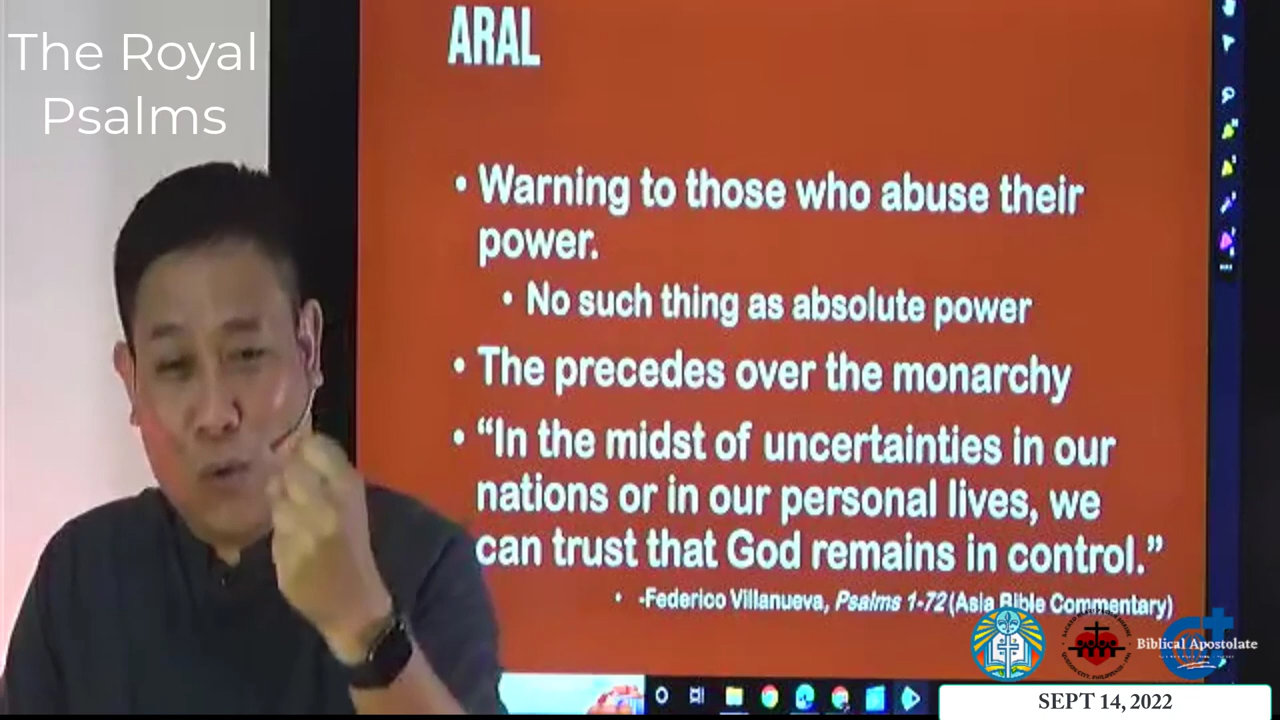 The Royal
Psalms
ARAL
• Warning to those who abuse their
power.
• No such thing as absolute power
• The precedes over the monarchy
• “In the midst of uncertainties in our
nations or in our personal lives, we
can trust that God remains in control.”
• -Federico Villanueva, Psalms 1-72 (Asia Bible Commentary)
Biblical Apostolate
SEPT 14, 2022